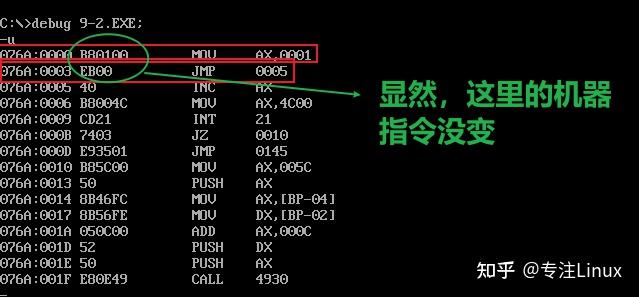 C:\>debug 9-2.EXE;
-u
076A:0000 B80100 MOV AX,0001
076A:0003 EB00 JMP 0005
076A:0005 40 INC AX
076A:0006 B8004C MOV AX,4C00
076A:0009 CD21 INT 21
076A:000B 7403 JZ 0010
076A:000D E93501 JMP 0145
076A:0010 B85C00 MOV AX,005C
076A:0013 50 PUSH AX
076A:0014 8B46FC MOV AX,[BP-04]
076A:0017 8B56FE MOV DX,[BP-02]
076A:001A 050C00 ADD AX,000C
076A:001D 52 PUSH DX
076A:001E 50 PUSH AX
076A:001F E80E49 CALL 4930
-
显然，这里的机器
指令没变
知乎 @专注Linux